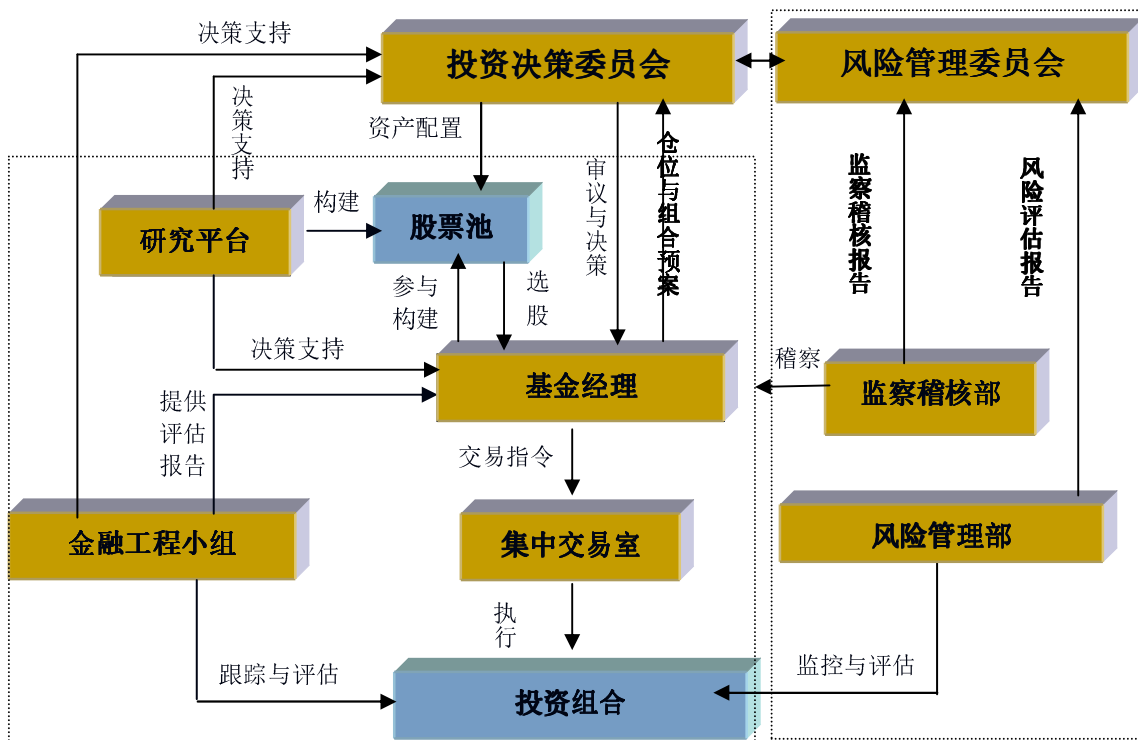 决策支持
投资决策委员会
风险管理委员会
决策支持
资产配置
审议与决策
仓位与组合预案
监察稽核报告
风险评估报告
研究平台
构建
股票池
参与
构建
选
股
决策支持
基金经理
稽察
监察稽核部
提供
评估
报告
交易指令
金融工程小组
集中交易室
风险管理部
执
行
跟踪与评估
投资组合
监控与评估